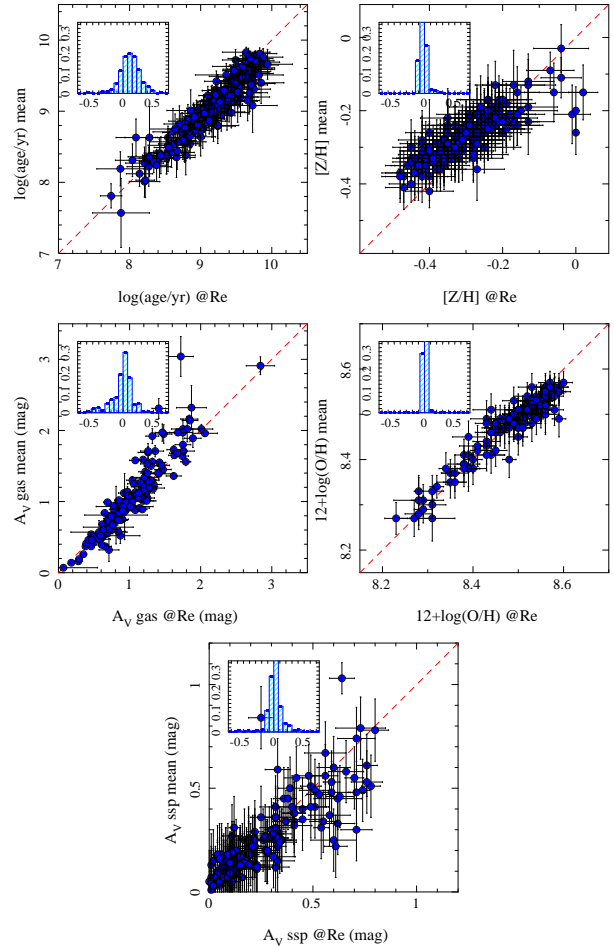 0 0.1 0.2 0.3
-0.5 0 0.5
log(age/yr) mean
7 8 9 10
7 8 9 10
log(age/yr) @Re
0 0.1 0.2 0.3
-0.5 0 0.5
[Z/H] mean
-0.4 -0.2 0
-0.4 -0.2 0
[Z/H] @Re
0 0.1 0.2 0.3
-0.5 0 0.5
A_V gas mean (mag)
0 1 2 3
0 1 2 3
A_V gas @Re (mag)
0 0.1 0.2 0.3
-0.5 0 0.5
12+log(O/H) mean
8.2 8.4 8.6
8.2 8.4 8.6
12+log(O/H) @Re
0 0.1 0.2 0.3
-0.5 0 0.5
A_V ssp mean (mag)
0 0.5 1
0 0.5 1
A_V ssp @Re (mag)